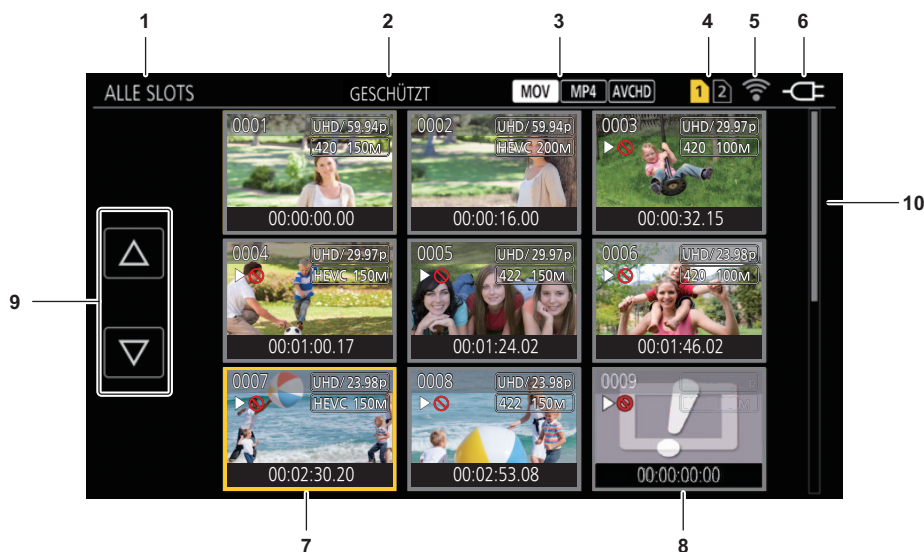 1 2 3 4 5 6
ALLE SLOTS GESCHÜTZT MOV MP4 AVCHD 1 2
0001 UHD/59.94p 0002 UHD/59.94p 0003 UHD/29.97p
420 150M HEVC 200M 420 100M
00:00:00.00 00:00:16.00 00:00:32.15
10
0004 UHD/29.97p 0005 UHD/29.97p 0006 UHD/23.98p
HEVC 150M 422 150M 420 100M
9
00:01:00.17 00:01:24.02 00:01:46.02
0007 UHD/23.98p 0008 UHD/23.98p 0009
HEVC 150M 422 150M
00:02:30.20 00:02:53.08 00:00:00:00
7 8